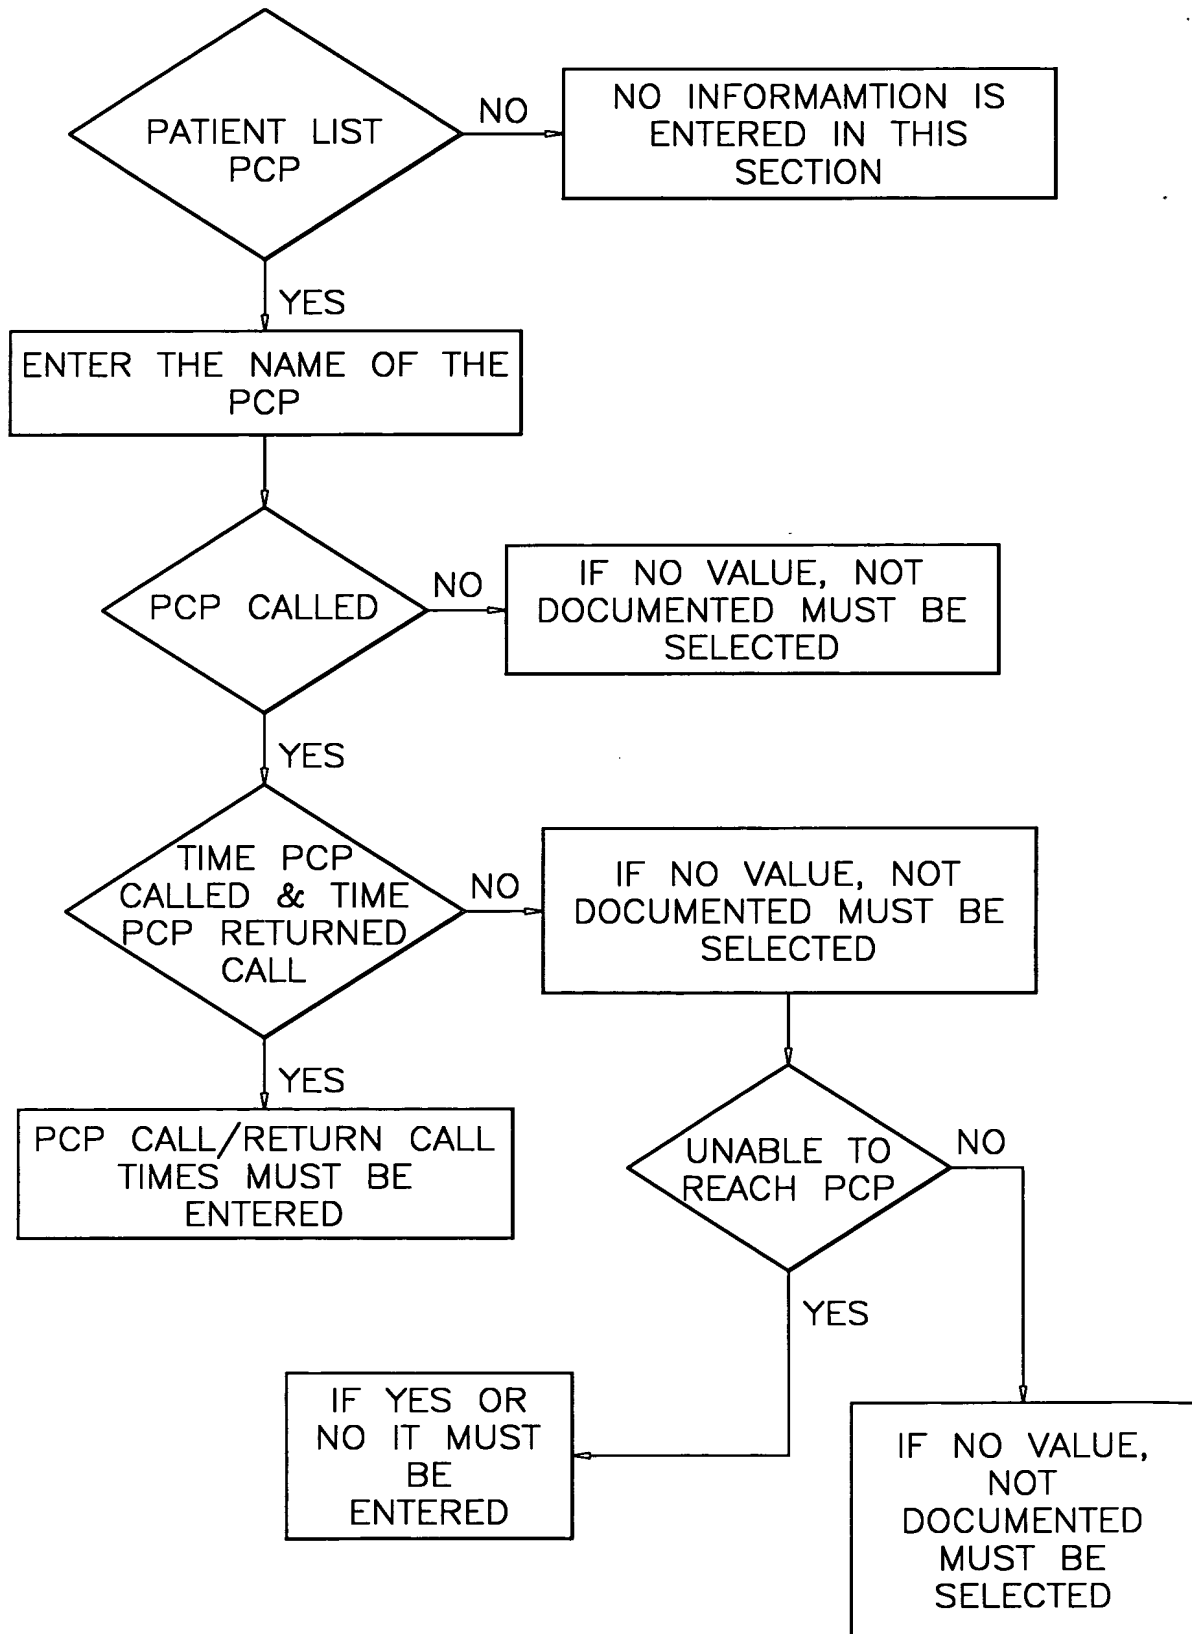 PATIENT LIST
PCP
NO
NO INFORMAMTION IS
ENTERED IN THIS
SECTION
YES
ENTER THE NAME OF THE
PCP
PCP CALLED
NO
IF NO VALUE, NOT
DOCUMENTED MUST BE
SELECTED
YES
TIME PCP
CALLED & TIME
PCP RETURNED
CALL
NO
IF NO VALUE, NOT
DOCUMENTED MUST BE
SELECTED
YES
PCP CALL/RETURN CALL
TIMES MUST BE
ENTERED
UNABLE TO
REACH PCP
NO
YES
IF YES OR
NO IT MUST
BE
ENTERED
IF NO VALUE,
NOT
DOCUMENTED
MUST BE
SELECTED